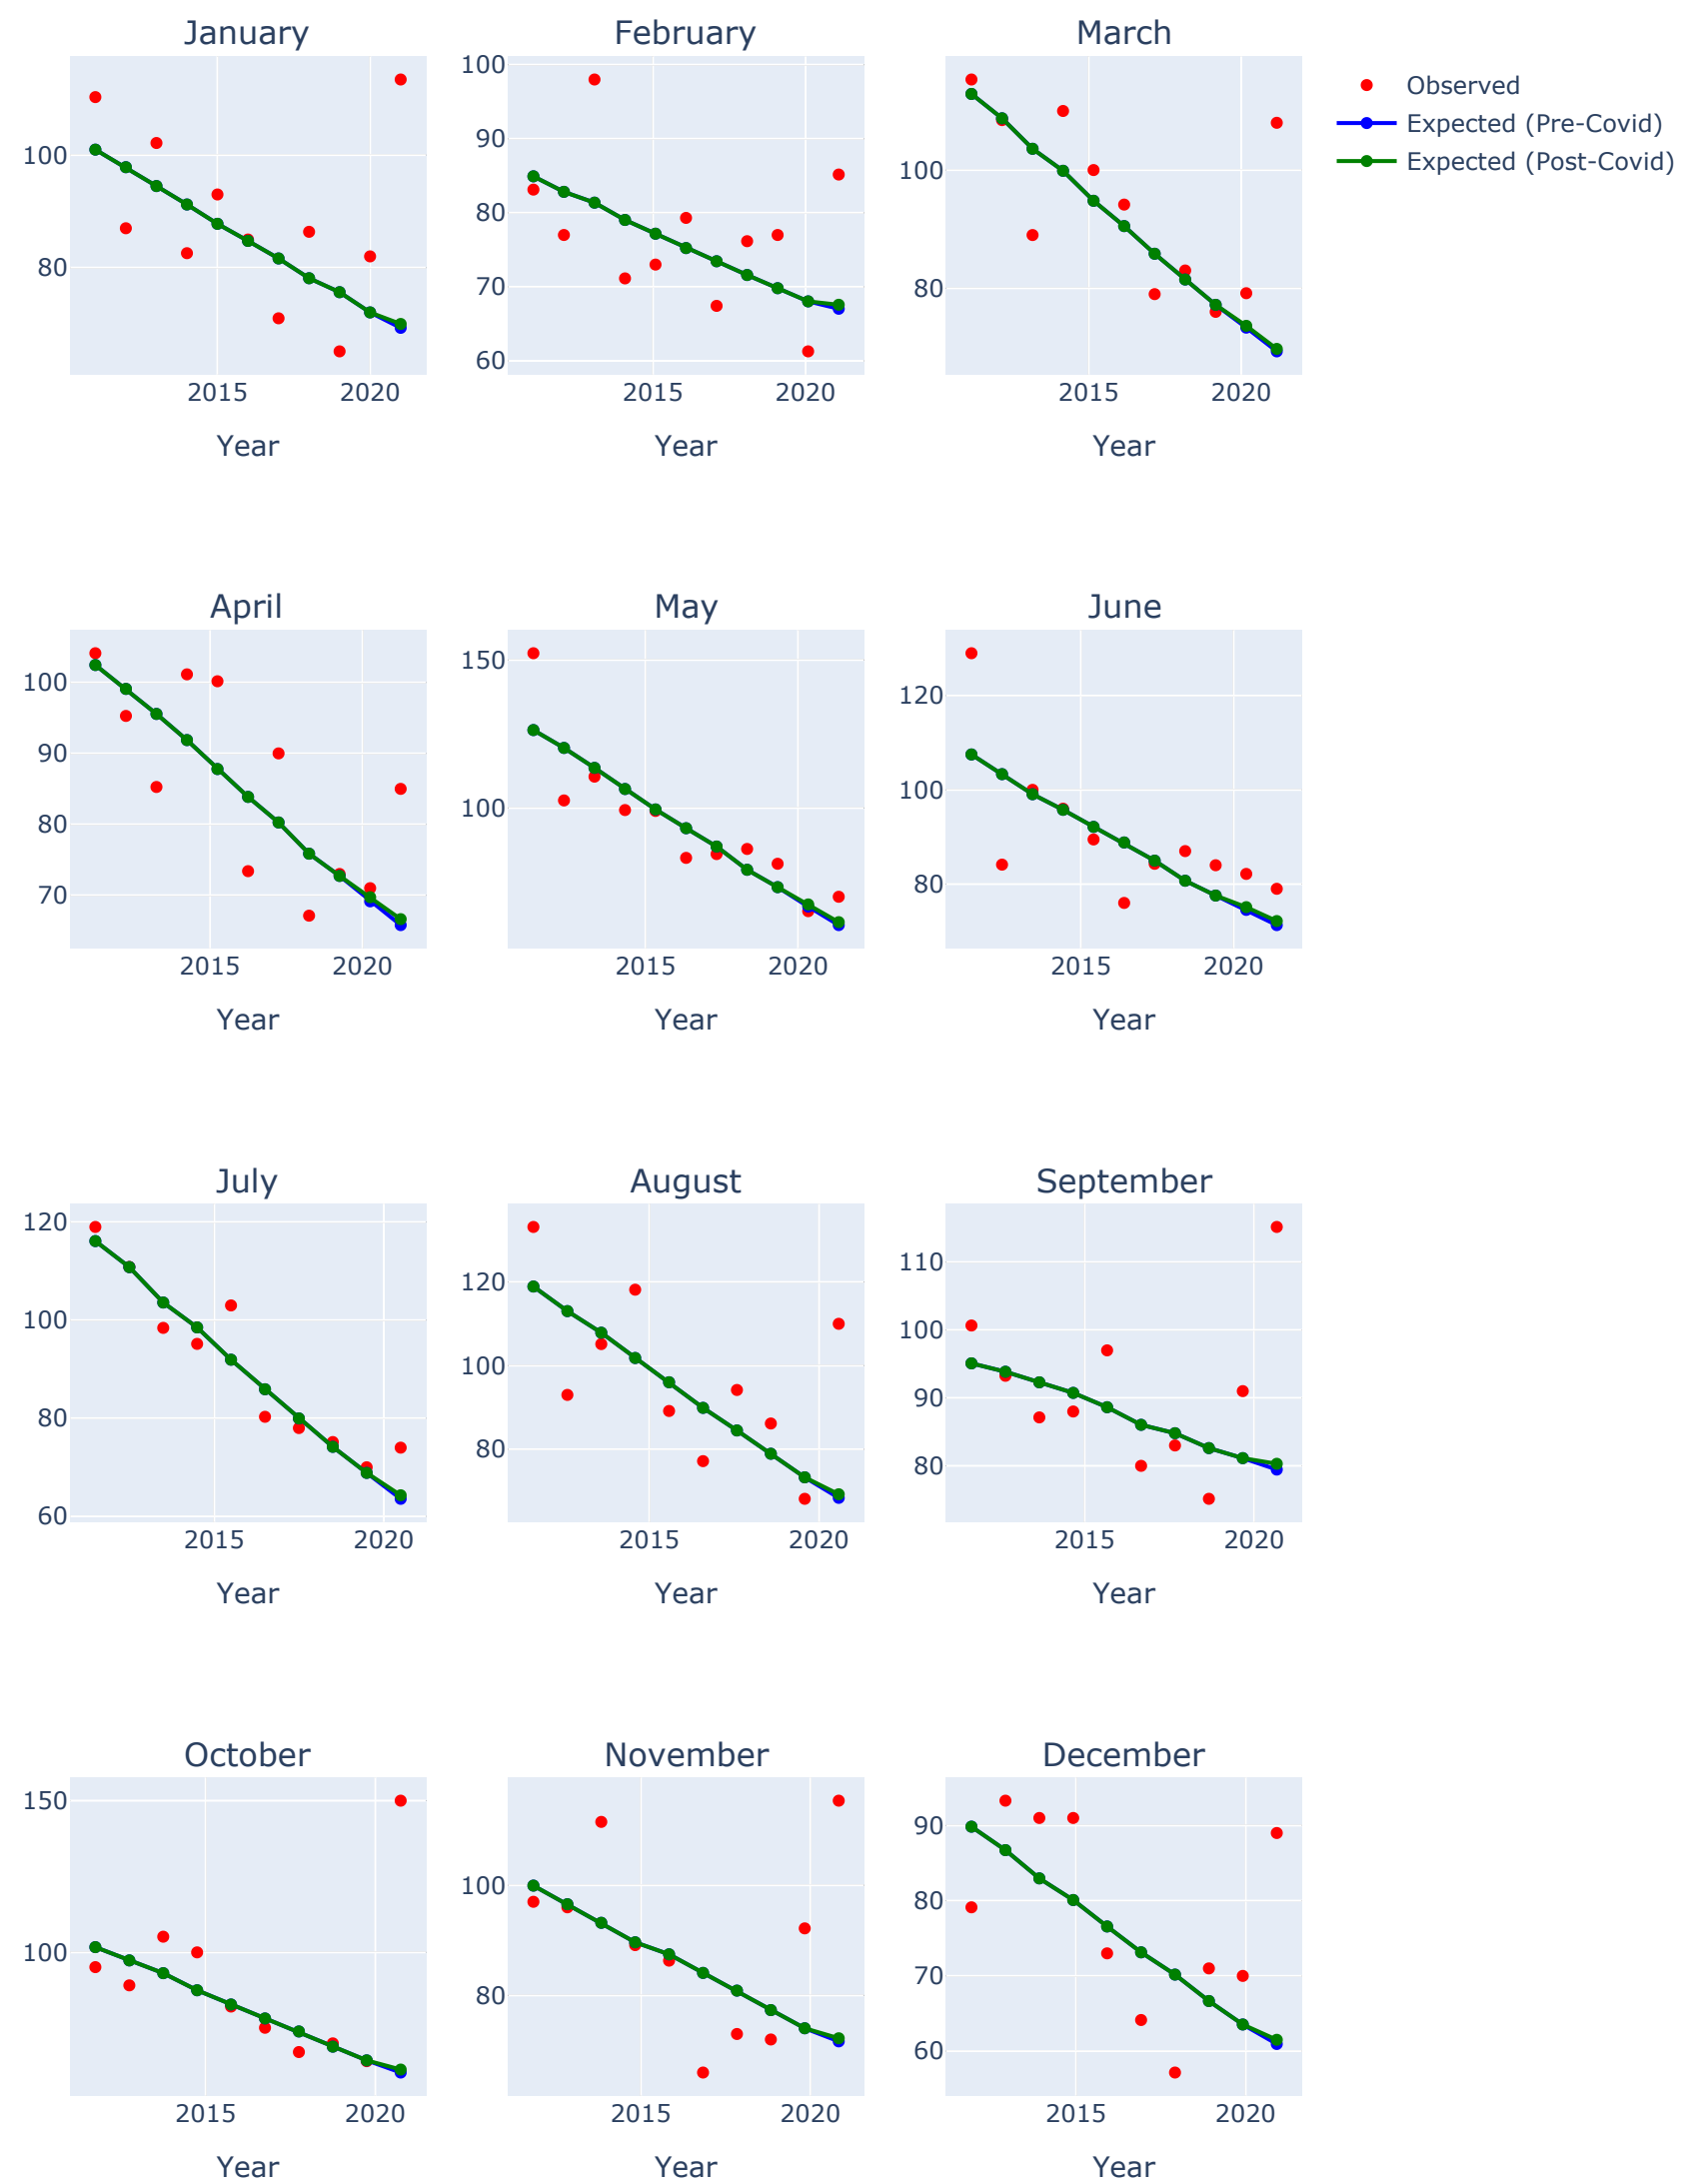 January
February
March
100
80
2015
2020
Year
100
90
80
70
60
2015
2020
Year
100
80
2015
2020
Year
Observed
Expected (Pre-Covid)
Expected (Post-Covid)
April
May
June
100
90
80
70
2015
2020
Year
150
100
2015
2020
Year
120
100
80
2015
2020
Year
July
August
September
120
100
80
60
2015
2020
Year
120
100
80
2015
2020
Year
110
100
90
80
2015
2020
Year
October
November
December
150
100
2015
2020
Year
100
80
2015
2020
Year
90
80
70
60
2015
2020
Year